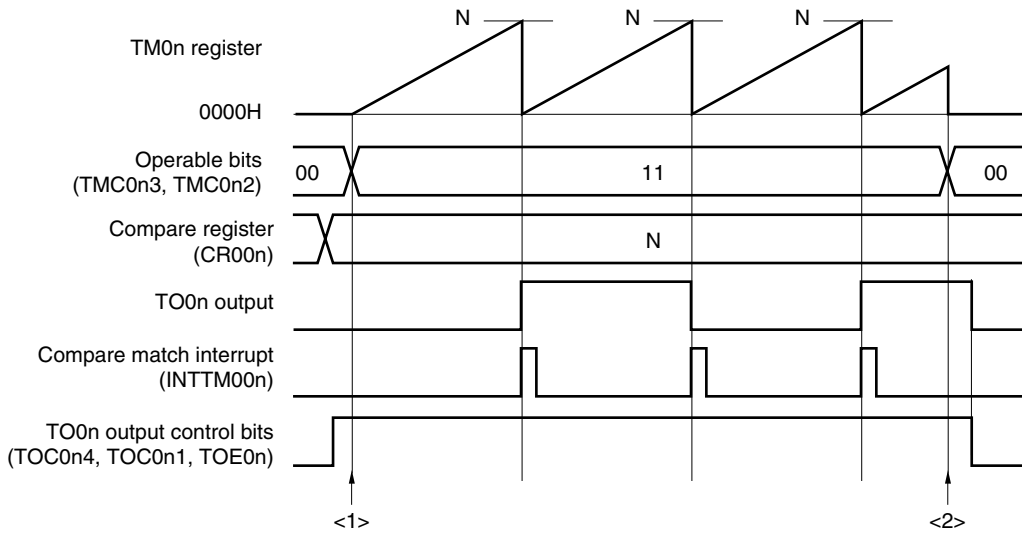 N N N
TM0n register
0000H
Operable bits
(TMC0n3, TMC0n2)
00 11 00
Compare register
(CR00n)
N
TO0n output
Compare match interrupt
(INTTM00n)
TO0n output control bits
(TOC0n4, TOC0n1, TOE0n)
<1> <2>